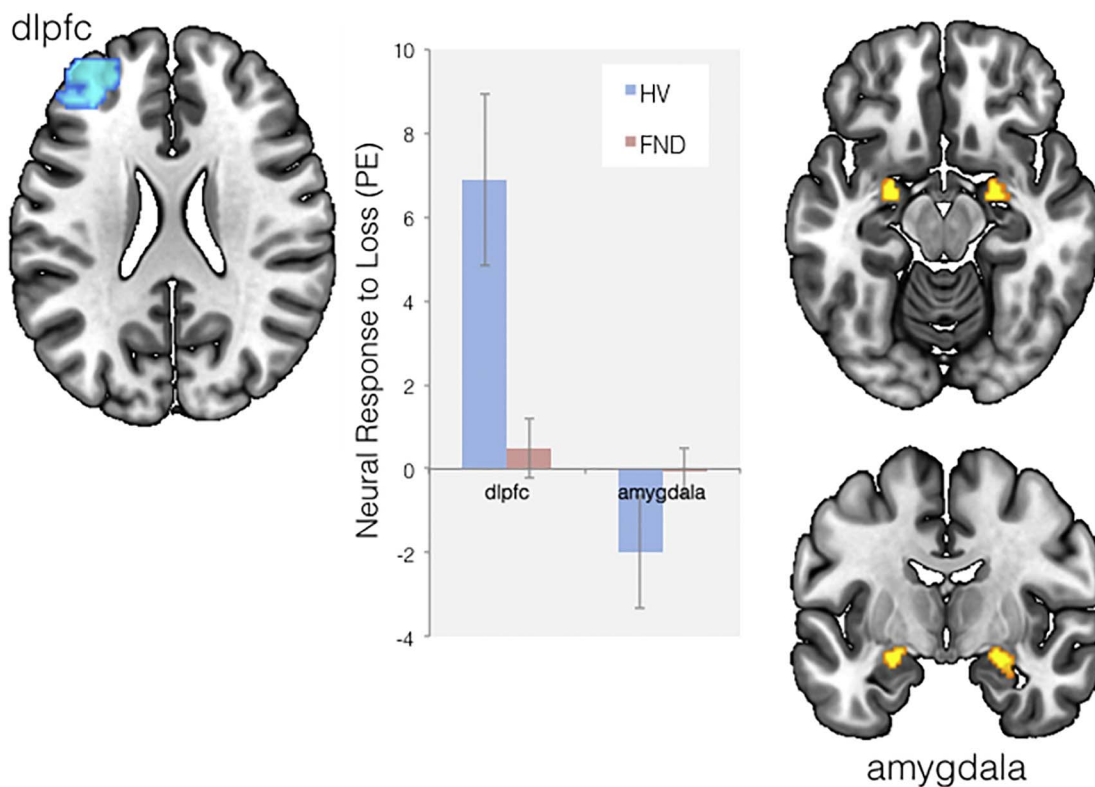 dlpfc
Neural Response to Loss (PE)
10
8
6
4
2
0
-2
-4
HV
FND
dlpfc
amygdala
amygdala